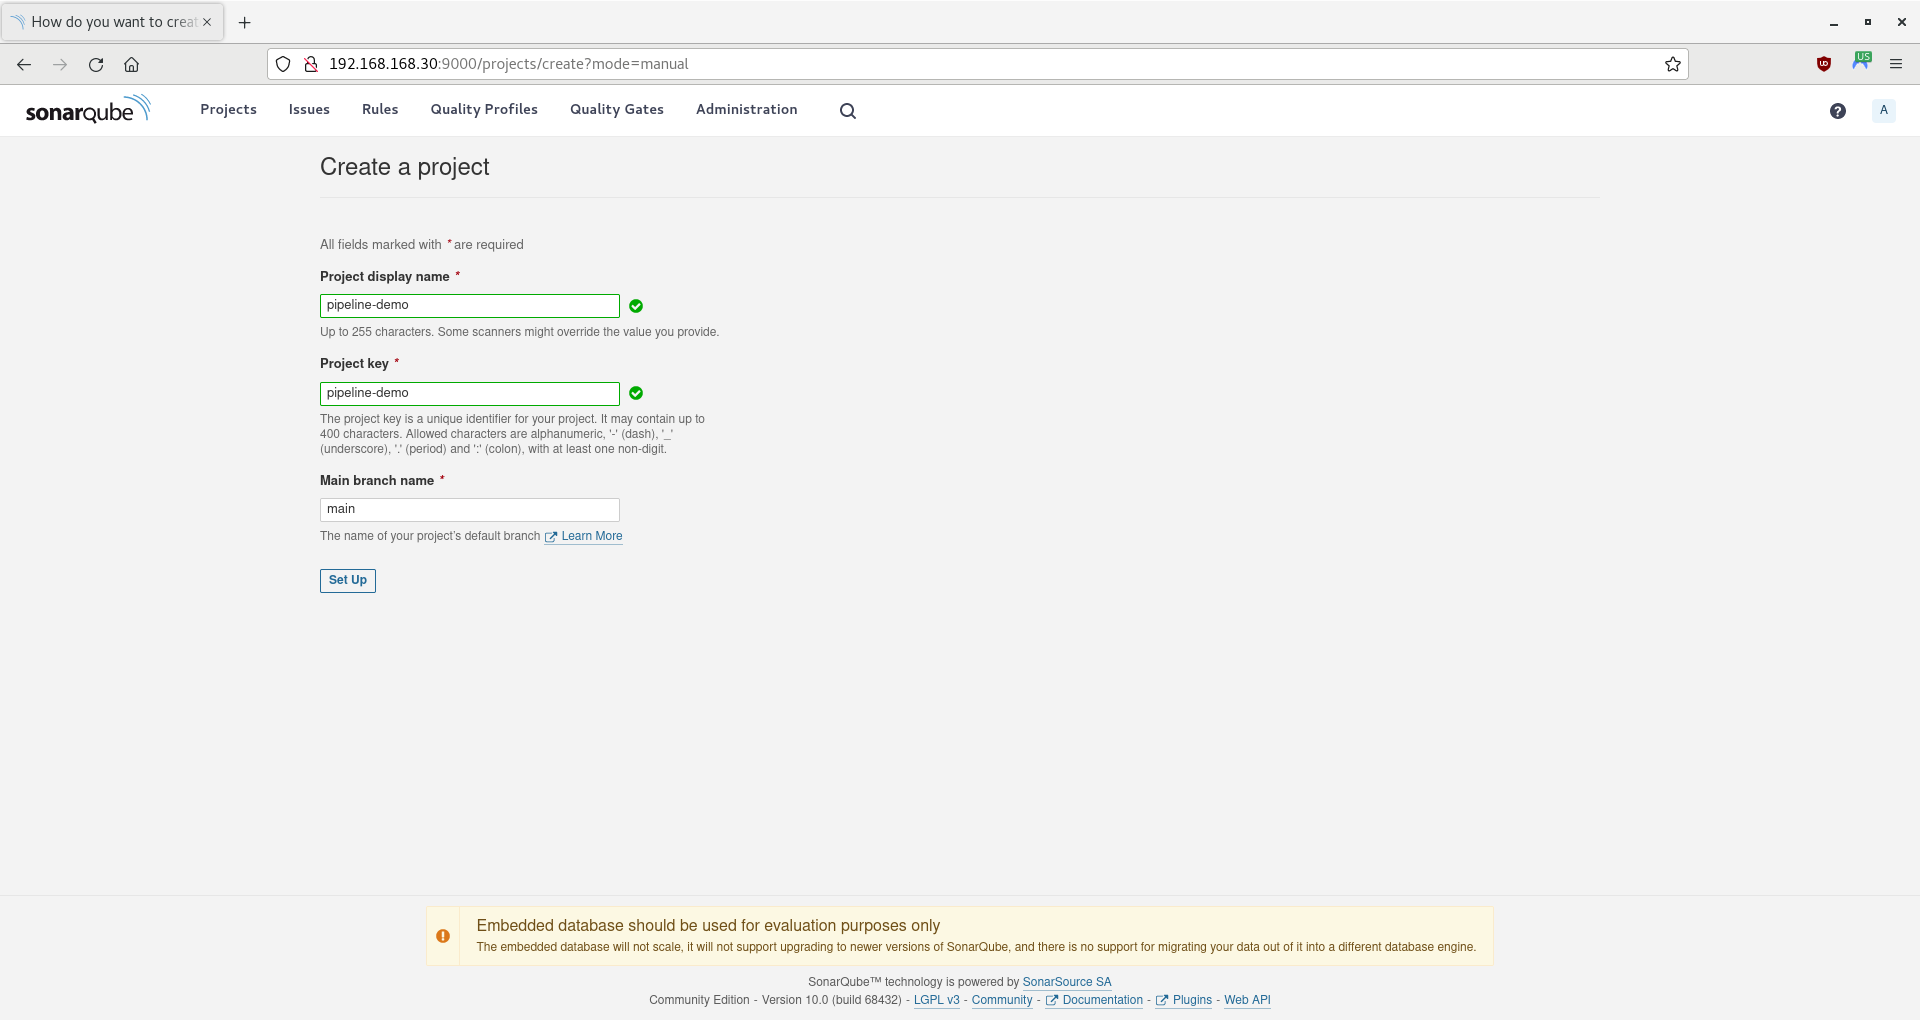 How do you want to crea
192.168.168.30:9000/projects/create?mode=manual
US
sonarqube
Projects
Issues
Rules
Quality Profiles
Quality Gates
Administration
?
A
Create a project
All fields marked with * are required
Project display name *
pipeline-demo
Up to 255 characters. Some scanners might override the value you provide.
Project key *
pipeline-demo
The project key is a unique identifier for your project. It may contain up to
400 characters. Allowed characters are alphanumeric, '-' (dash), '_'
(underscore), '.' (period) and ':' (colon), with at least one non-digit.
Main branch name *
main
The name of your project's default branch Learn More
Set Up
Embedded database should be used for evaluation purposes only
The embedded database will not scale, it will not support upgrading to newer versions of SonarQube, and there is no support for migrating your data out of it into a different database engine.
SonarQube™ technology is powered by SonarSource SA
Community Edition - Version 10.0 (build 68432) - LGPL v3 - Community - Documentation - Plugins - Web API